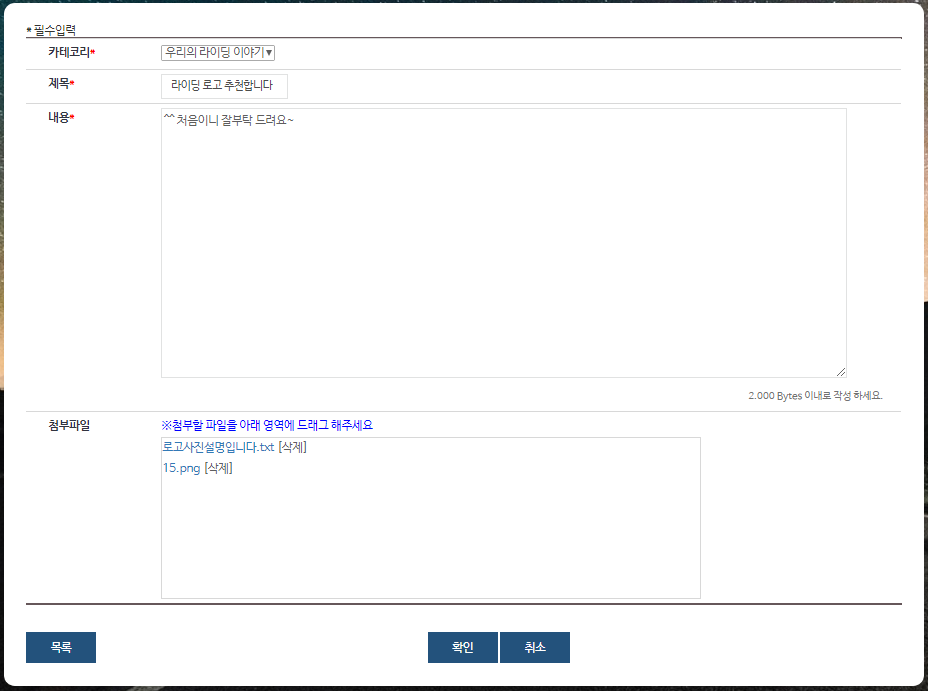 * 필수입력
카테고리* 우리의 라이딩 이야기▾
제목* 라이딩 로고 추천합니다
내용* ^^ 처음이니 잘부탁 드려요~
2.000 Bytes 이내로 작성 하세요.
첨부파일 ※첨부할 파일을 아래 영역에 드래그 해주세요
로고사진설명입니다.txt [삭제]
15.png [삭제]
목록 확인 취소